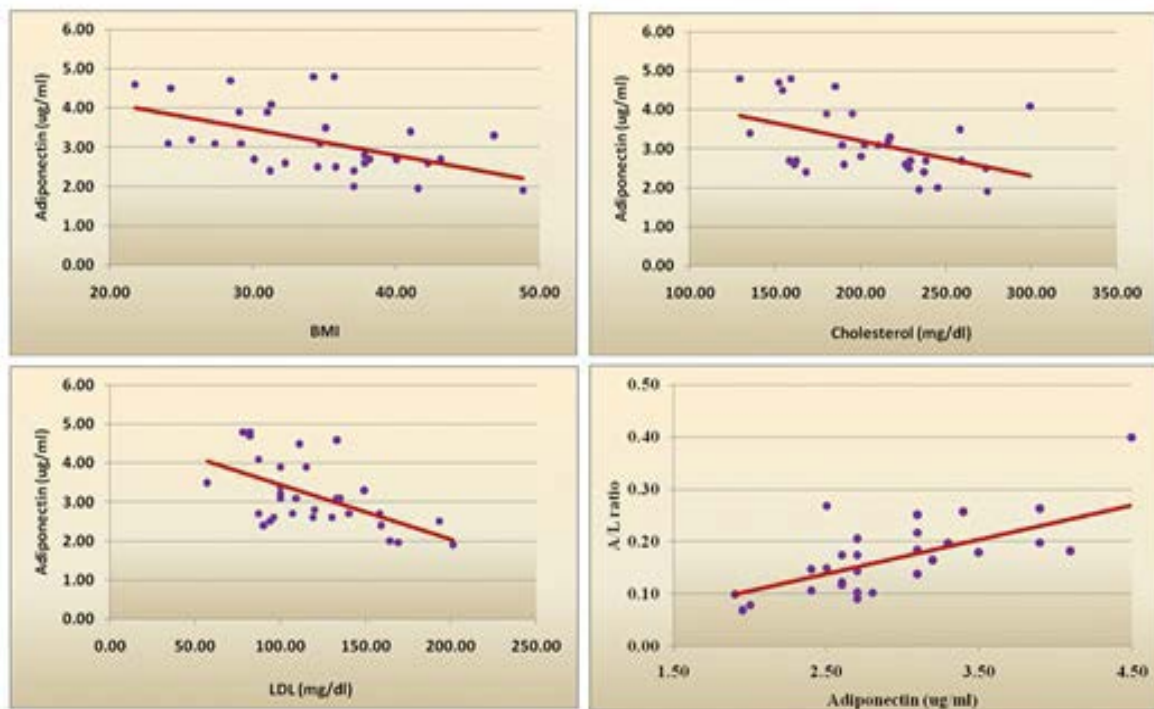 6.00
5.00
4.00
3.00
2.00
1.00
0.00
Adiponectin (ug/ml)
20.00 30.00 40.00 50.00
BMI
6.00
5.00
4.00
3.00
2.00
1.00
0.00
Adiponectin (ug/ml)
100.00 150.00 200.00 250.00 300.00 350.00
Cholesterol (mg/dl)
6.00
5.00
4.00
3.00
2.00
1.00
0.00
Adiponectin (ug/ml)
0.00 50.00 100.00 150.00 200.00 250.00
LDL (mg/dl)
0.50
0.40
0.30
0.20
0.10
0.00
A/L ratio
1.50 2.50 3.50 4.50
Adiponectin (ug/ml)